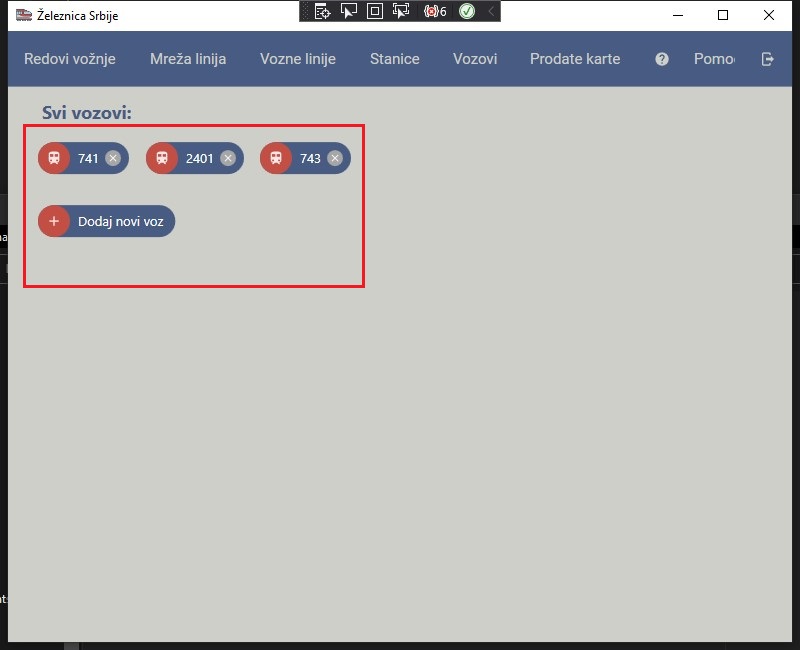 Železnica Srbije
6
Redovi vožnje Mreža linija Vozne linije Stanice Vozovi Prodate karte ? Pomo
Svi vozovi:
741 2401 743
Dodaj novi voz